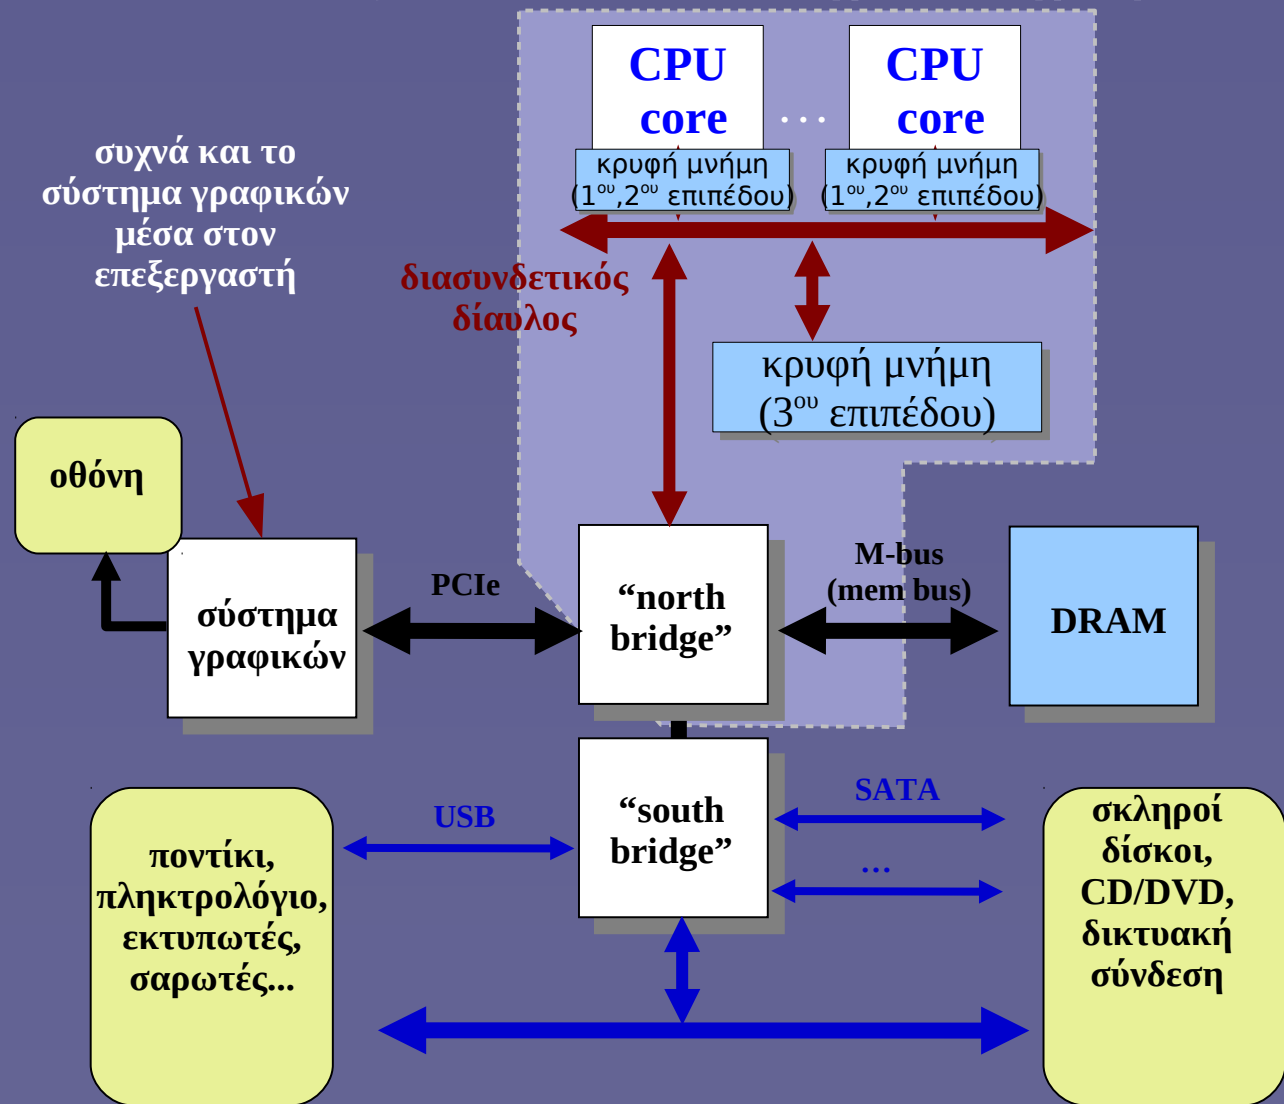 CPU
core
...
CPU
core
κρυφή μνήμη
(1ου,2ου επιπέδου)
κρυφή μνήμη
(1ου,2ου επιπέδου)
συχνά και το
σύστημα γραφικών
μέσα στον
επεξεργαστή
διασυνδετικός
δίαυλος
κρυφή μνήμη
(3ου επιπέδου)
οθόνη
σύστημα
γραφικών
PCIe
“north
bridge”
M-bus
(mem bus)
DRAM
ποντίκι,
πληκτρολόγιο,
εκτυπωτές,
σαρωτές...
USB
“south
bridge”
SATA
...
σκληροί
δίσκοι,
CD/DVD,
δικτυακή
σύνδεση